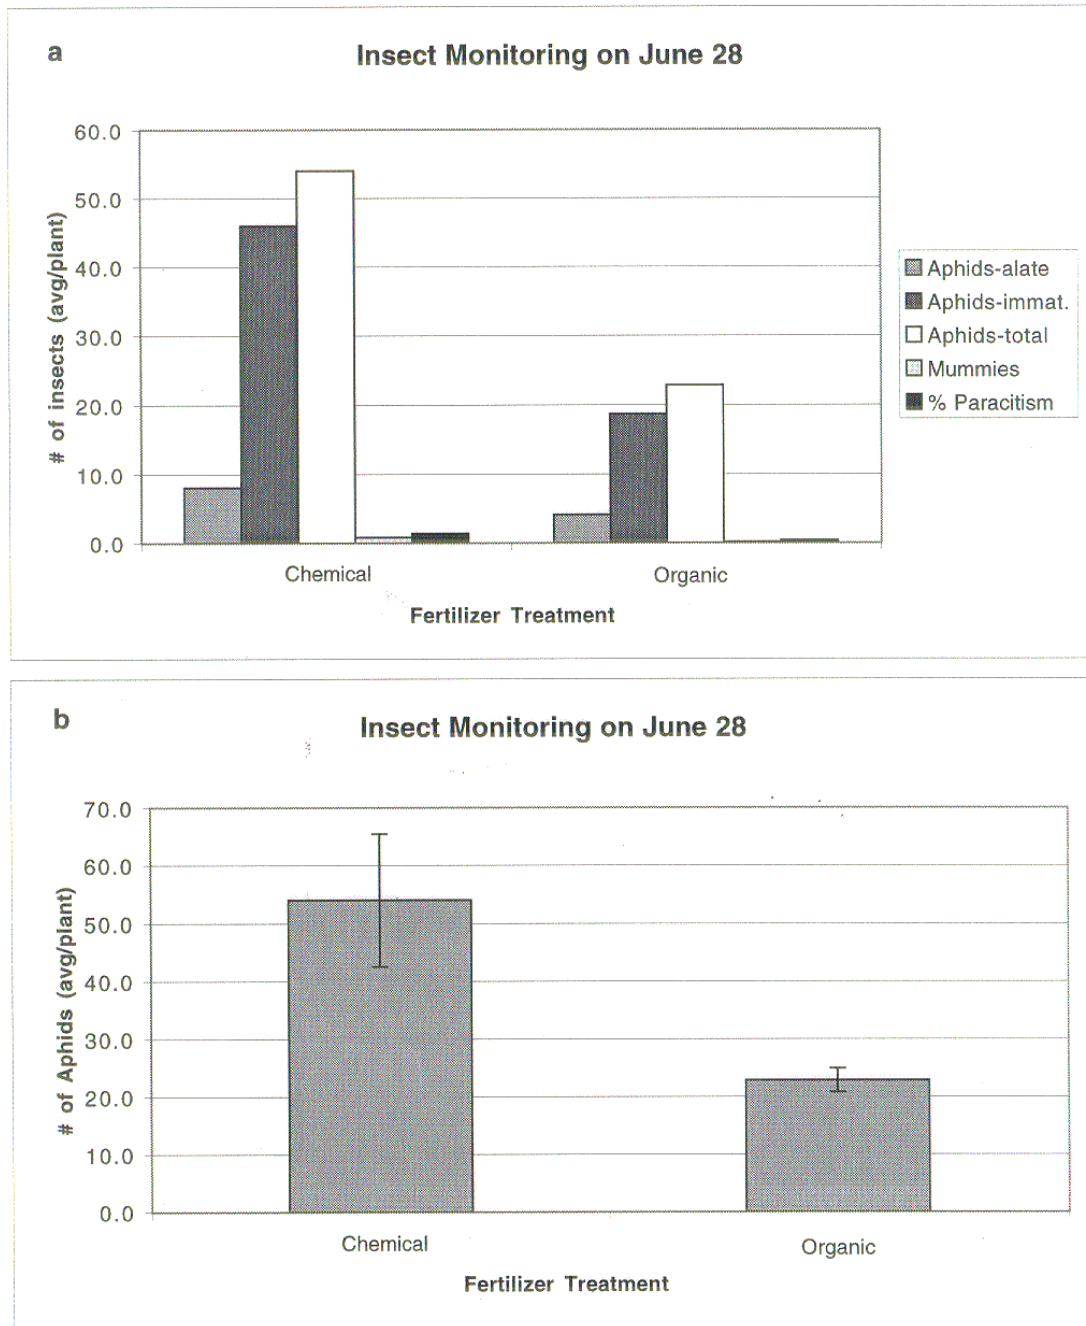 a
Insect Monitoring on June 28
60.0
50.0
40.0
30.0
20.0
10.0
0.0
# of insects (avg/plant)
Chemical
Organic
Fertilizer Treatment
Aphids-alate
Aphids-immat.
Aphids-total
Mummies
% Paracitism
b
Insect Monitoring on June 28
70.0
60.0
50.0
40.0
30.0
20.0
10.0
0.0
# of Aphids (avg/plant)
Chemical
Organic
Fertilizer Treatment